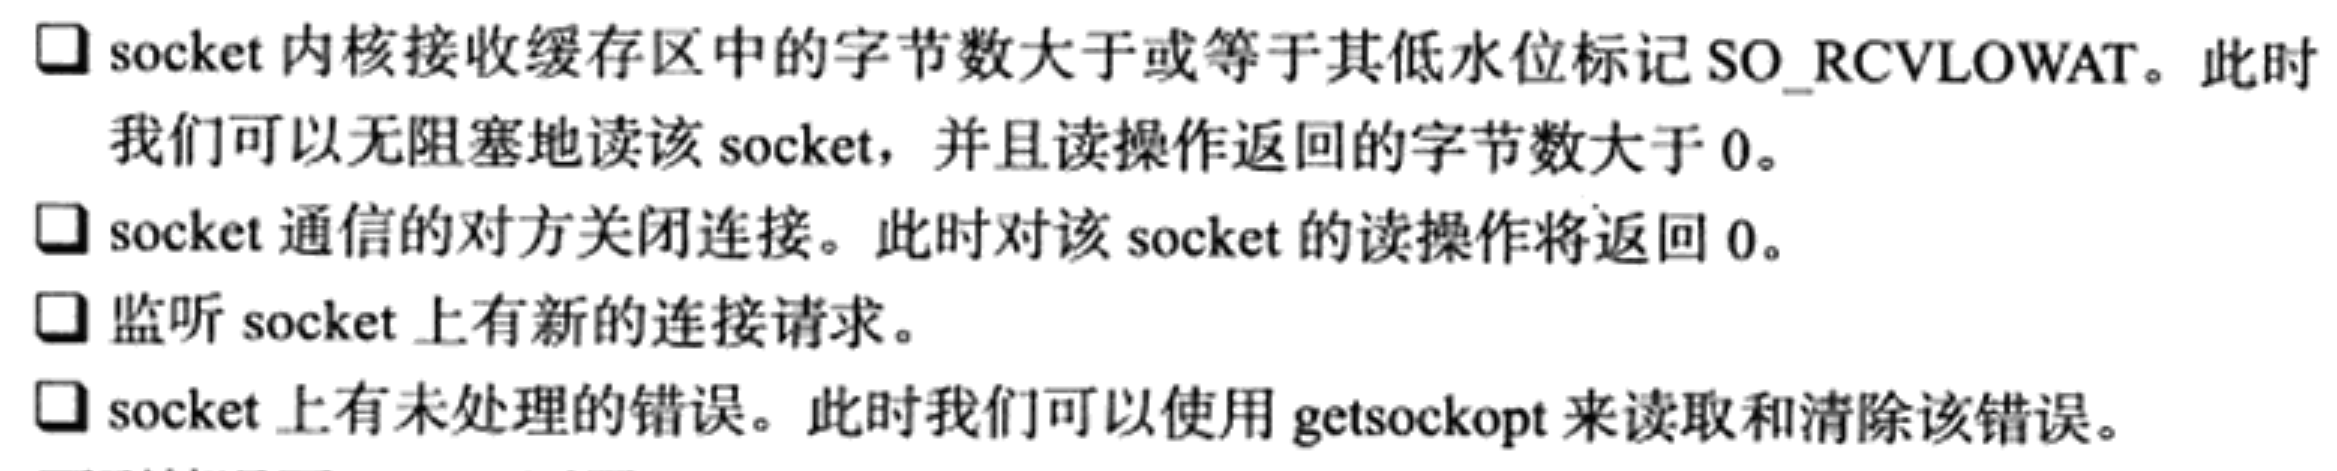 ❑ socket 内核接收缓存区中的字节数大于或等于其低水位标记 SO_RCVLOWAT。此时
我们可以无阻塞地读该 socket，并且读操作返回的字节数大于 0。
❑ socket 通信的对方关闭连接。此时对该 socket 的读操作将返回 0。
❑ 监听 socket 上有新的连接请求。
❑ socket 上有未处理的错误。此时我们可以使用 getsockopt 来读取和清除该错误。